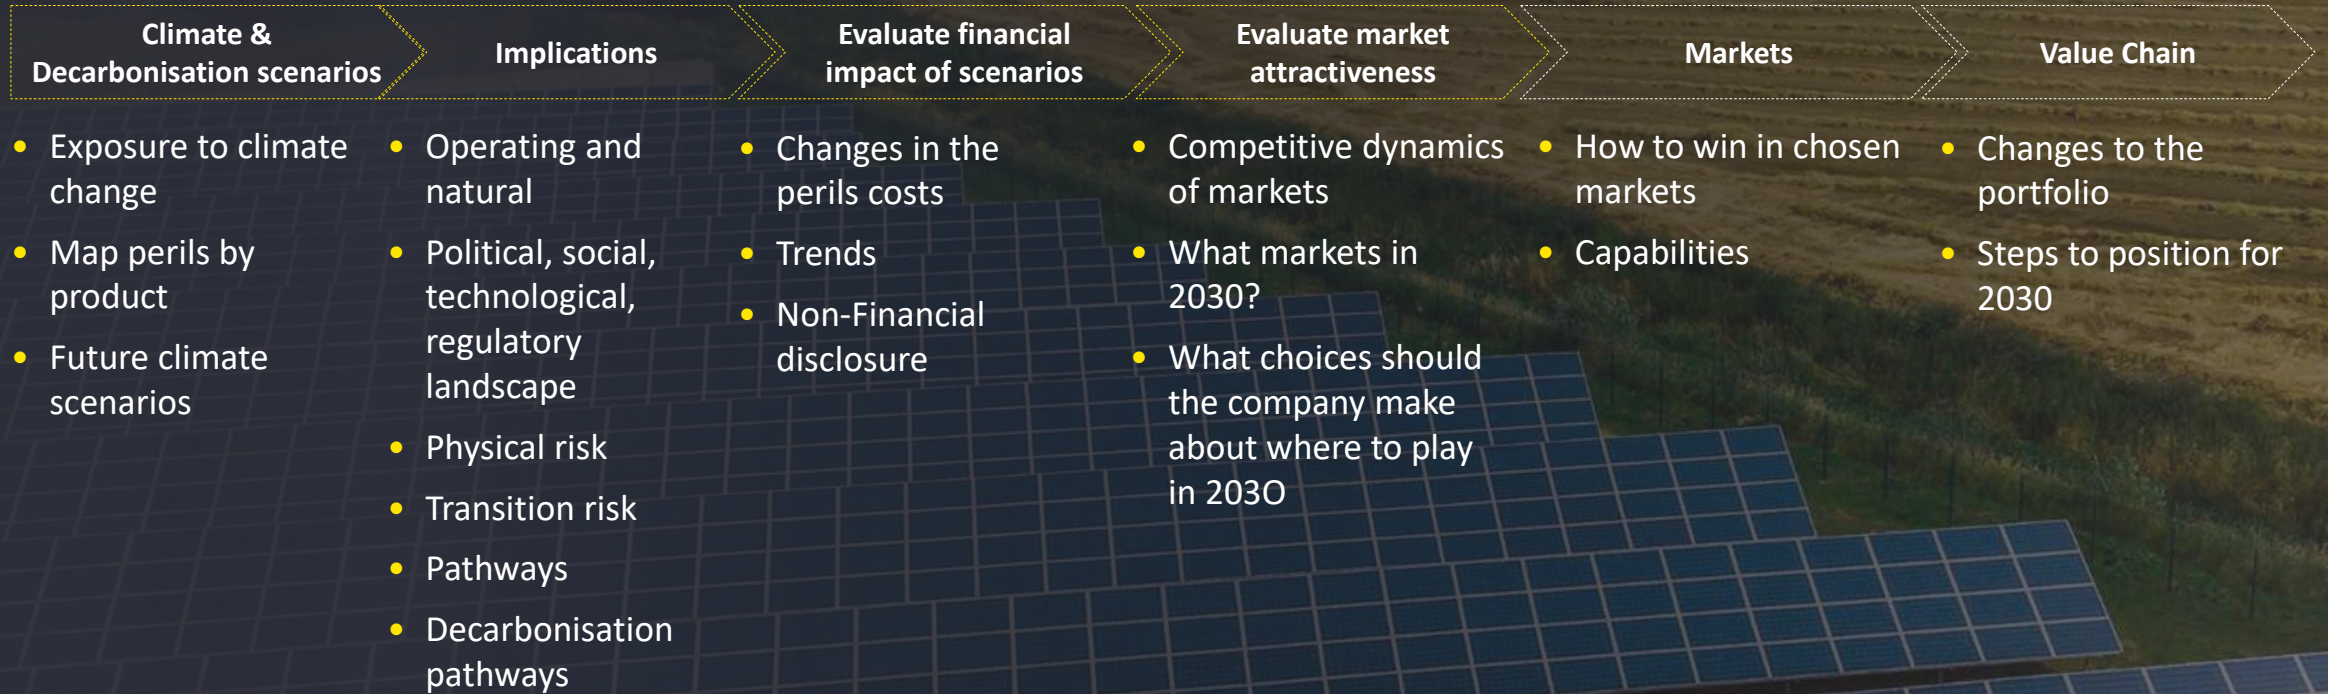 Climate &
Decarbonisation scenarios
Implications
Evaluate financial
impact of scenarios
Evaluate market
attractiveness
Markets
Value Chain
• Exposure to climate
change
• Map perils by
product
• Future climate
scenarios
• Operating and
natural
• Political, social,
technological,
regulatory
landscape
• Physical risk
• Transition risk
• Pathways
• Decarbonisation
pathways
• Changes in the
perils costs
• Trends
• Non-Financial
disclosure
• Competitive dynamics
of markets
• What markets in
2030?
• What choices should
the company make
about where to play
in 203O
• How to win in chosen
markets
• Capabilities
• Changes to the
portfolio
• Steps to position for
2030